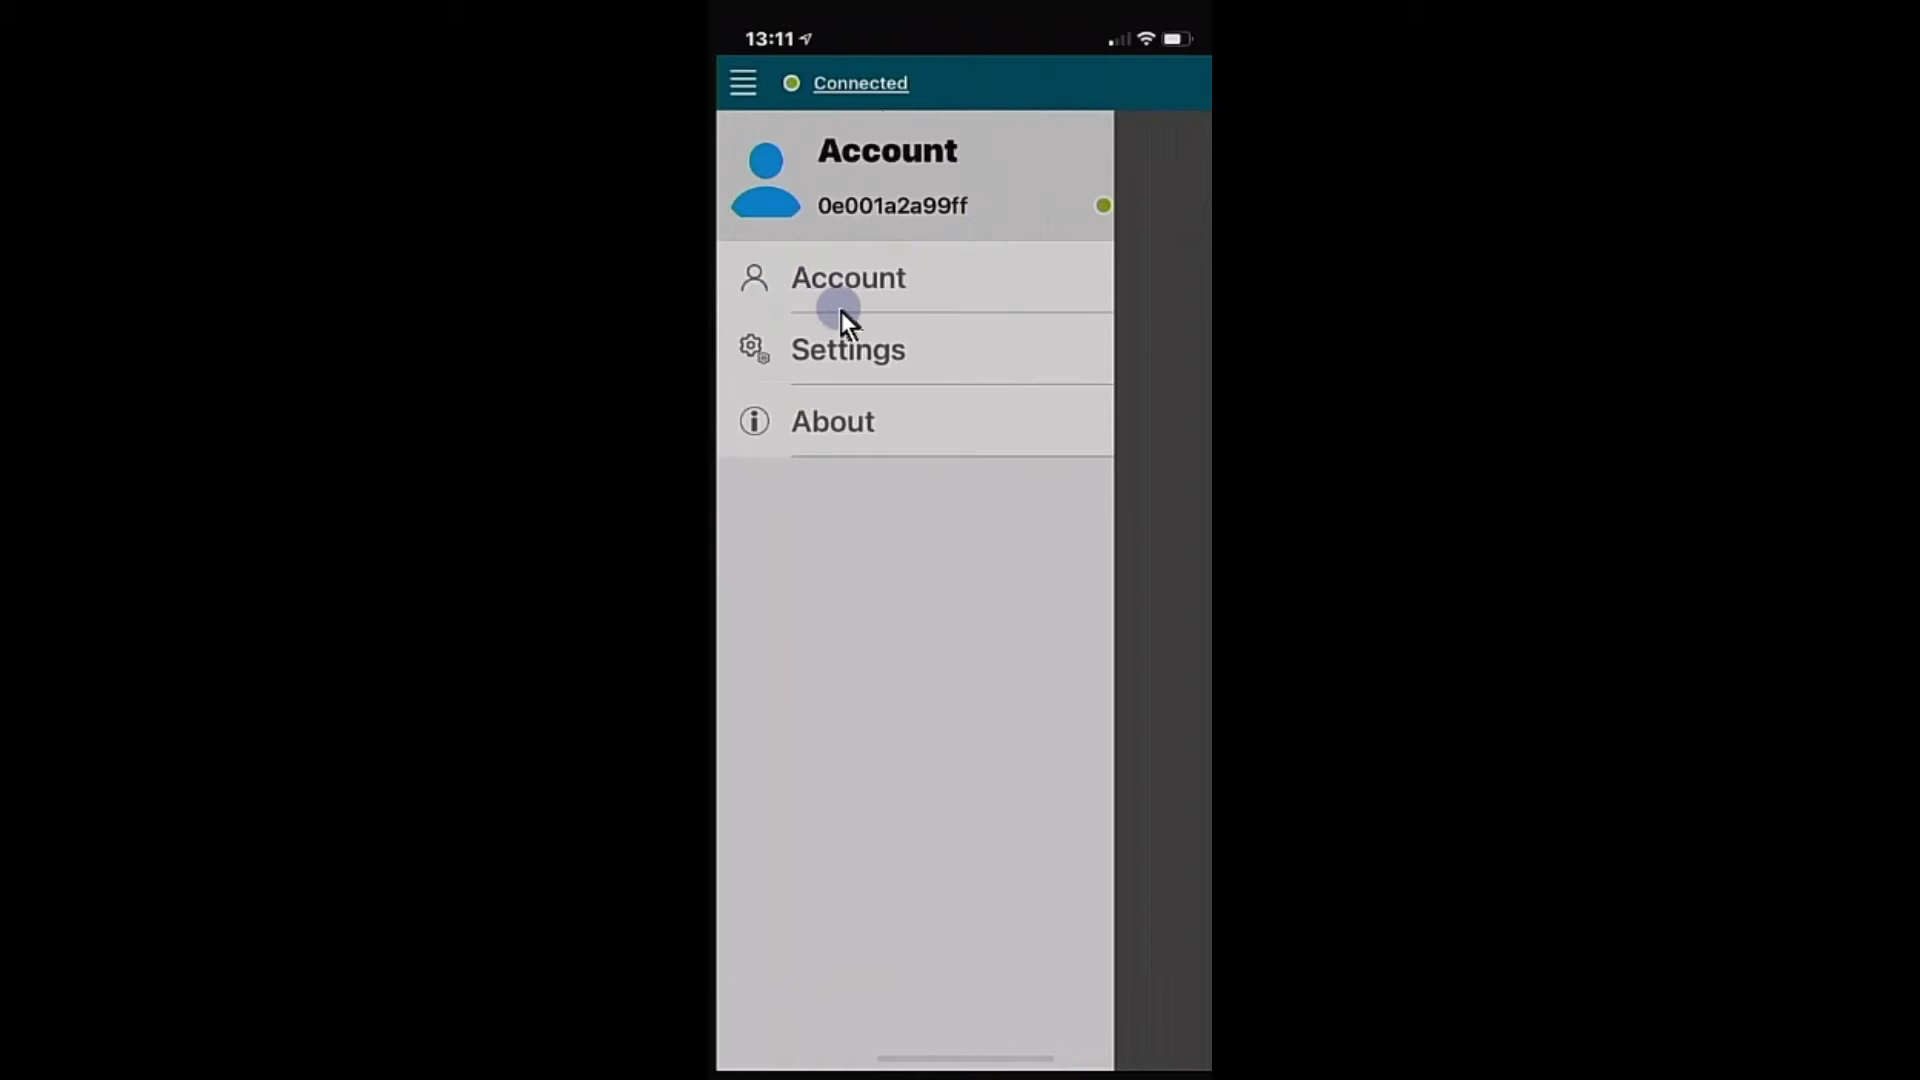 13:11
Connected
Account
0e001a2a99ff
Account
Settings
About